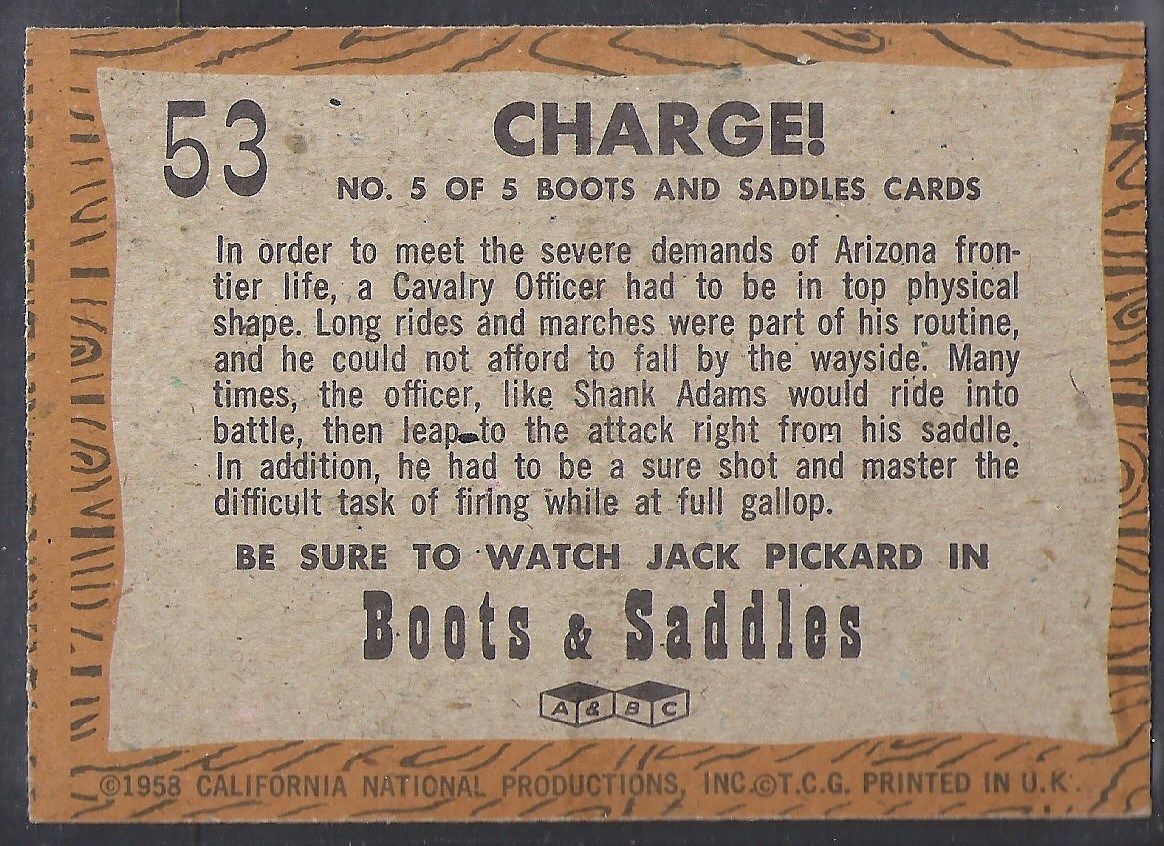 53
CHARGE!
NO. 5 OF 5 BOOTS AND SADDLES CARDS
In order to meet the severe demands of Arizona fron-
tier life, a Cavalry Officer had to be in top physical
shape. Long rides and marches were part of his routine,
and he could not afford to fall by the wayside. Many
times, the officer, like Shank Adams would ride into
battle, then leap to the attack right from his saddle.
In addition, he had to be a sure shot and master the
difficult task of firing while at full gallop.
BE SURE TO WATCH JACK PICKARD IN
Boots & Saddles
A & B C
©1958 CALIFORNIA NATIONAL PRODUCTIONS, INC.©T.C.G. PRINTED IN U.K.